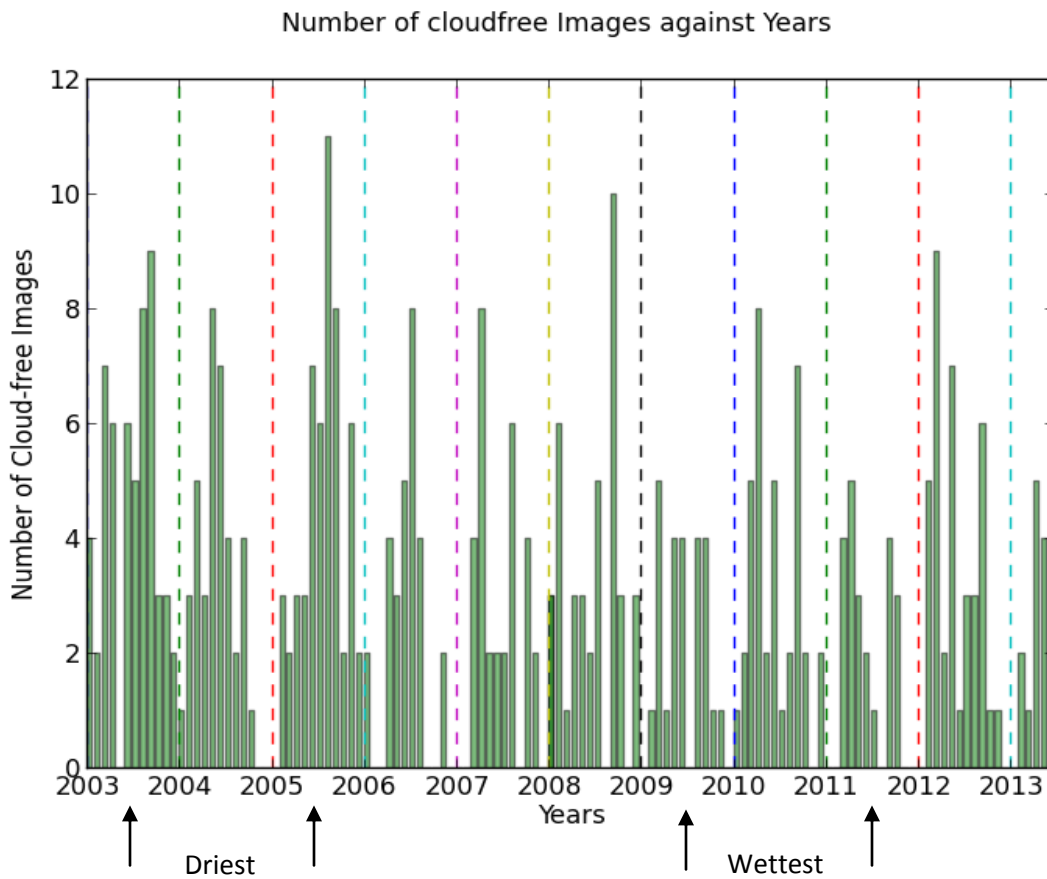 Number of cloudfree Images against Years
12
10
8
6
4
2
0
Number of Cloud-free Images
2003 2004 2005 2006 2007 2008 2009 2010 2011 2012 2013
Years
Driest Wettest